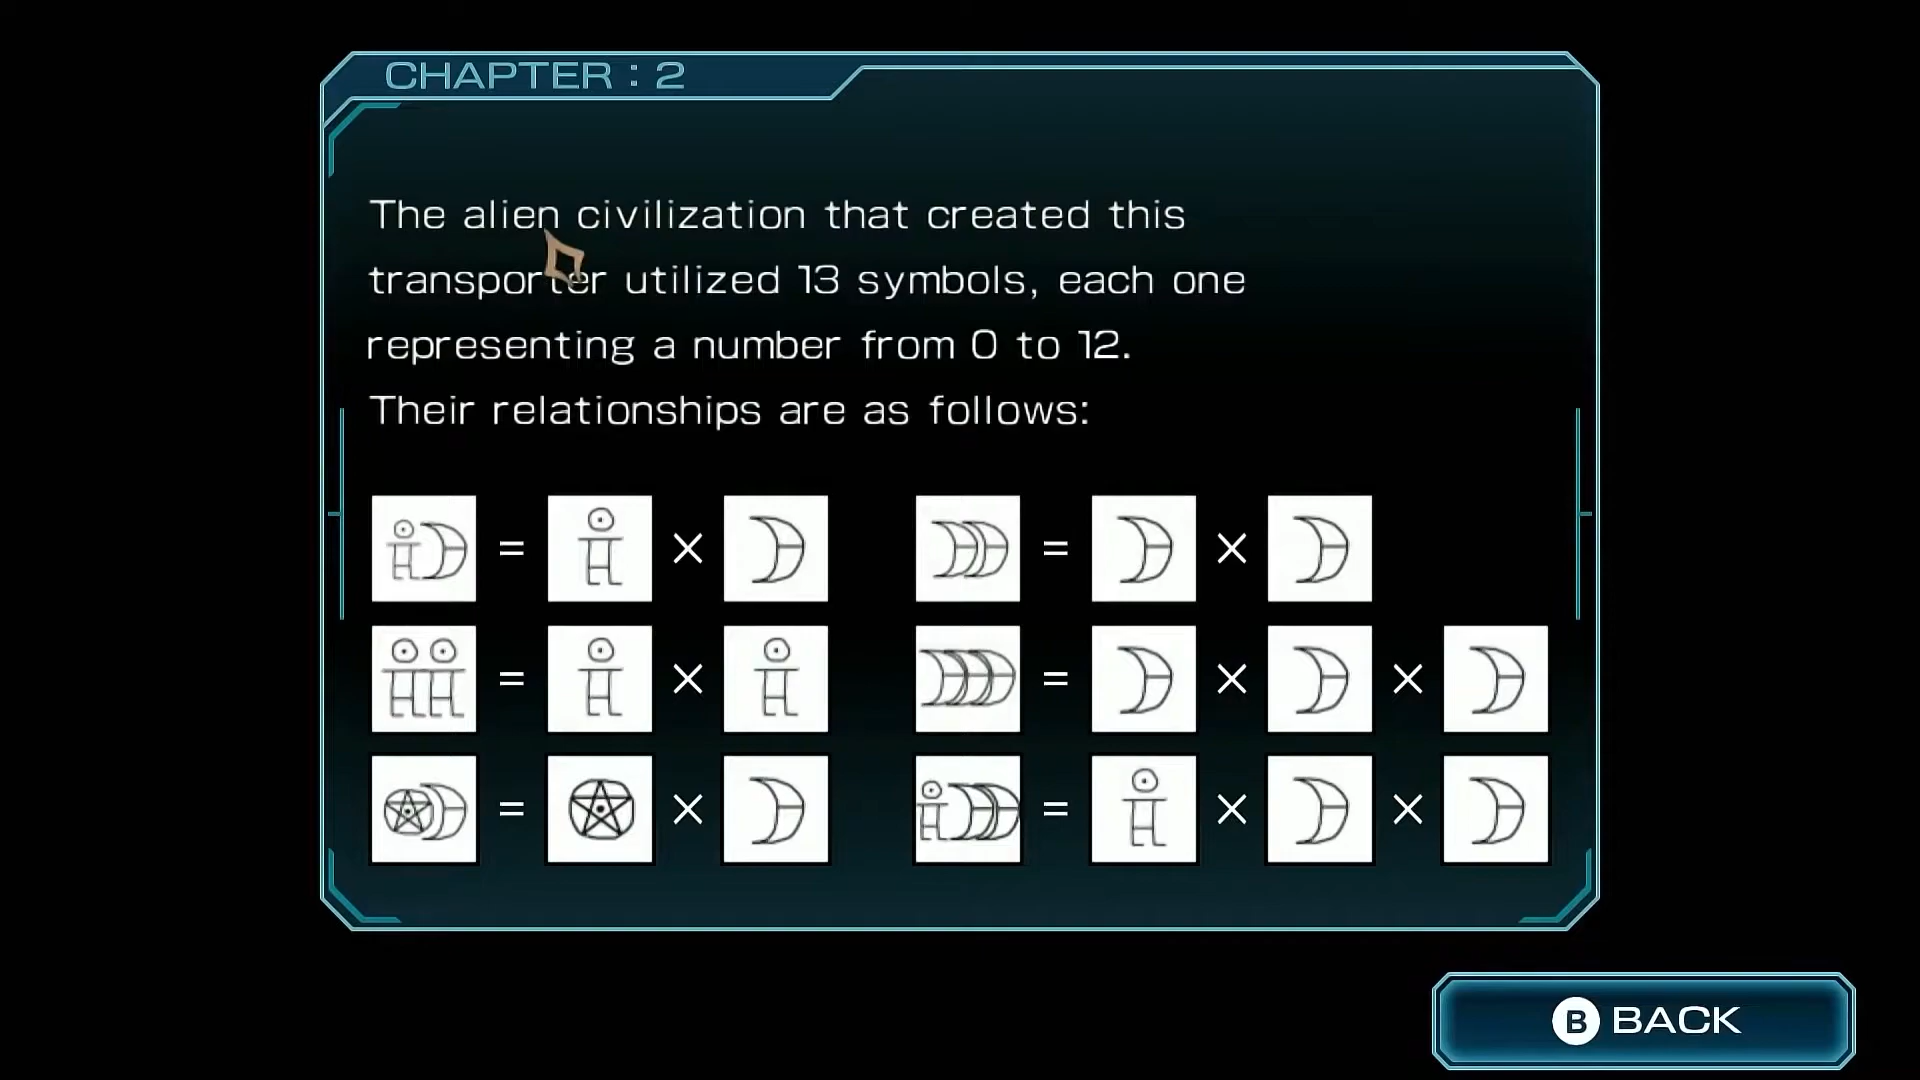 CHAPTER : 2
The alien civilization that created this
transporter utilized 13 symbols, each one
representing a number from 0 to 12.
Their relationships are as follows:
= × = ×
= × = × ×
= × = × ×
B BACK